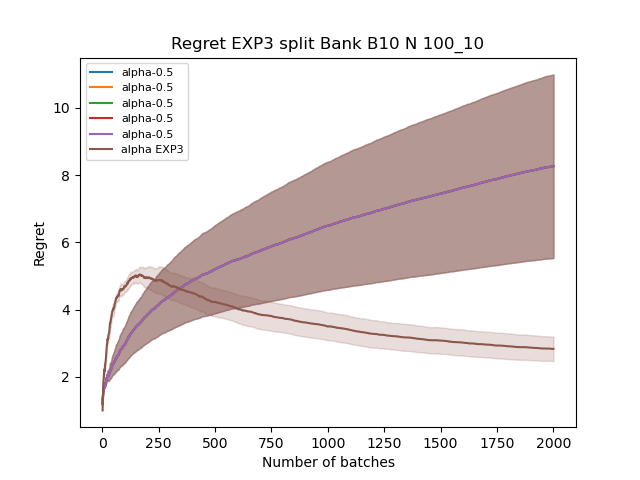 Regret EXP3 split Bank B10 N 100_10
alpha-0.5
alpha-0.5
alpha-0.5
alpha-0.5
alpha-0.5
alpha EXP3
10
8
6
4
2
Regret
0 250 500 750 1000 1250 1500 1750 2000
Number of batches